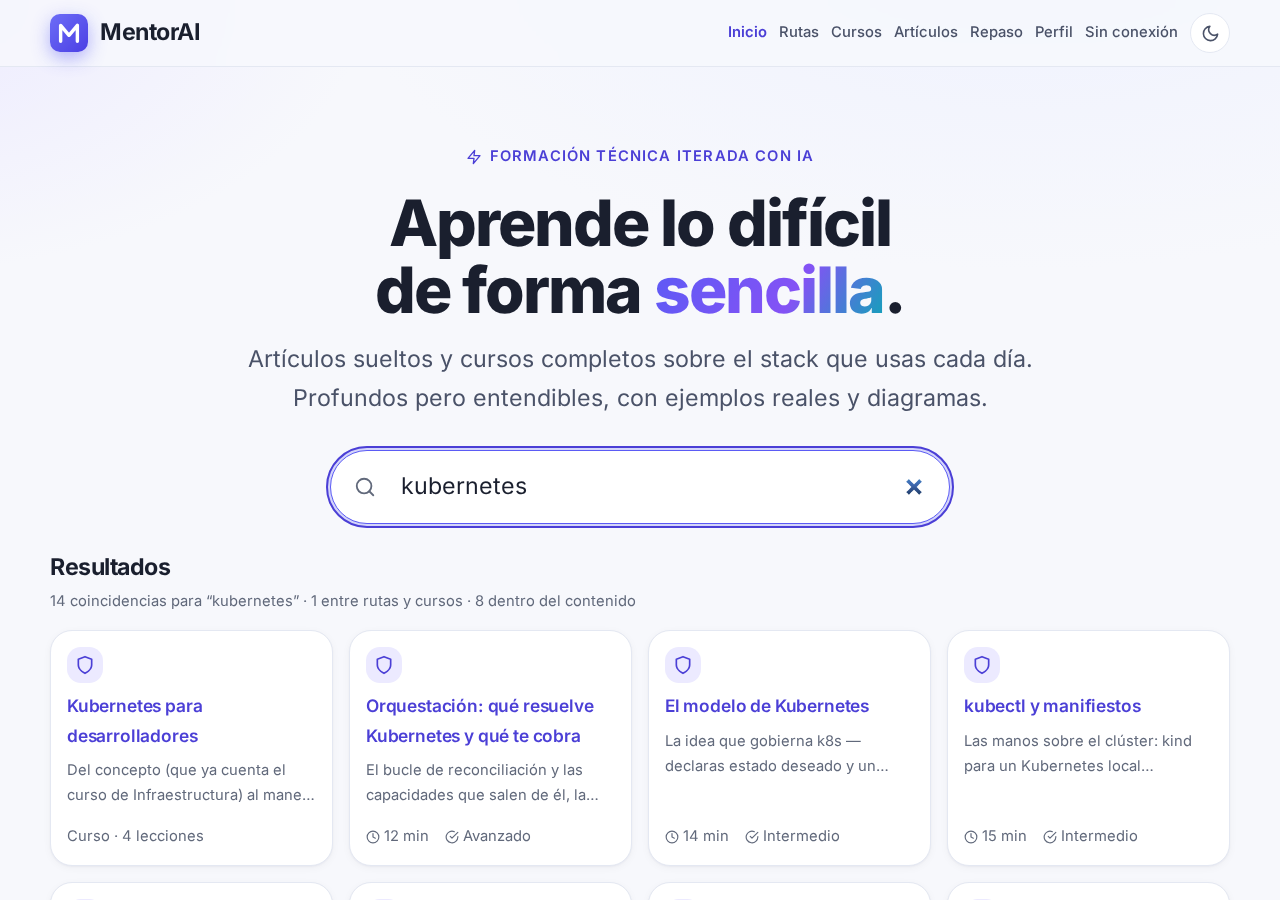 MentorAI
Inicio Rutas Cursos Artículos Repaso Perfil Sin conexión
FORMACIÓN TÉCNICA ITERADA CON IA
Aprende lo difícil
de forma sencilla.
Artículos sueltos y cursos completos sobre el stack que usas cada día.
Profundos pero entendibles, con ejemplos reales y diagramas.
kubernetes
Resultados
14 coincidencias para “kubernetes” · 1 entre rutas y cursos · 8 dentro del contenido
Kubernetes para
desarrolladores
Del concepto (que ya cuenta el
curso de Infraestructura) al mane…
Curso · 4 lecciones
Orquestación: qué resuelve
Kubernetes y qué te cobra
El bucle de reconciliación y las
capacidades que salen de él, la…
12 min Avanzado
El modelo de Kubernetes
La idea que gobierna k8s —
declaras estado deseado y un…
14 min Intermedio
kubectl y manifiestos
Las manos sobre el clúster: kind
para un Kubernetes local…
15 min Intermedio